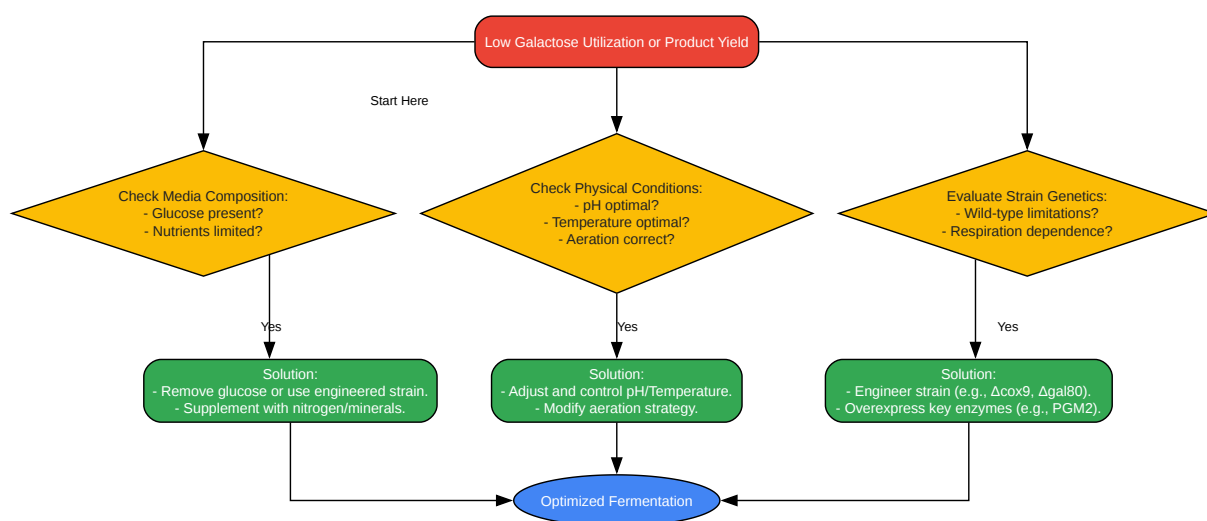 Low Galactose Utilization or Product Yield
Start Here
Check Media Composition:
- Glucose present?
- Nutrients limited?
Check Physical Conditions:
- pH optimal?
- Temperature optimal?
- Aeration correct?
Evaluate Strain Genetics:
- Wild-type limitations?
- Respiration dependence?
Yes
Yes
Yes
Solution:
- Remove glucose or use engineered strain.
- Supplement with nitrogen/minerals.
Solution:
- Adjust and control pH/Temperature.
- Modify aeration strategy.
Solution:
- Engineer strain (e.g., Δcox9, Δgal80).
- Overexpress key enzymes (e.g., PGM2).
Optimized Fermentation